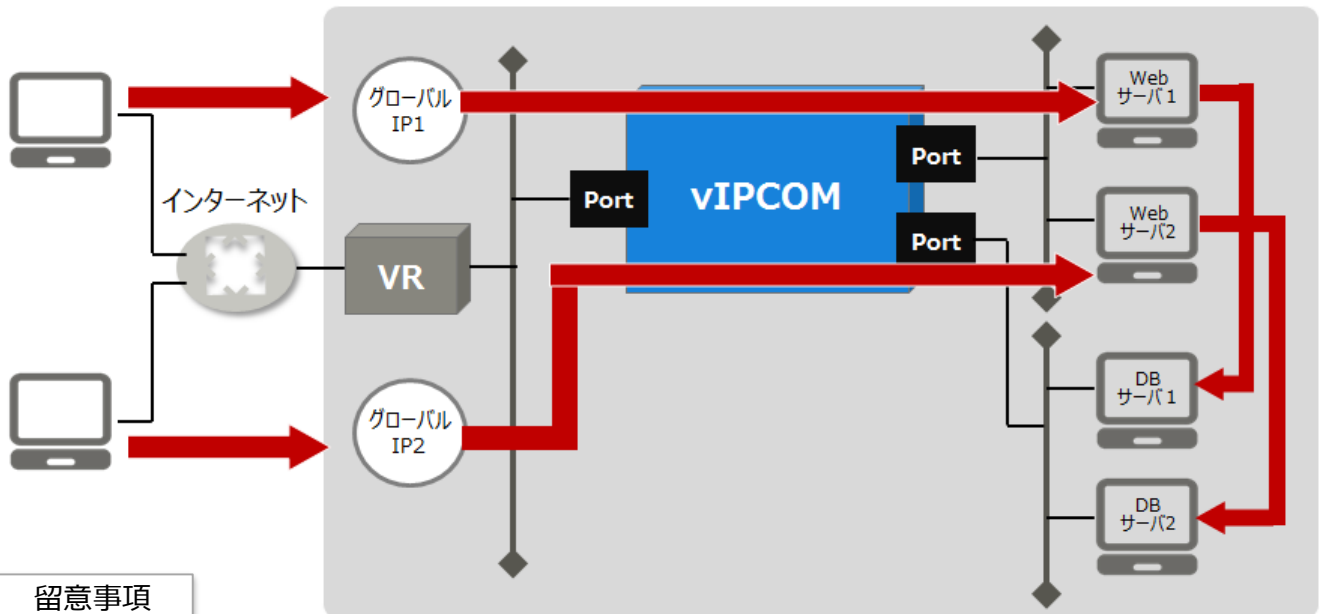 グローバル
IP1
Web
サーバ1
Port
Port
vIPCOM
インターネット
Web
サーバ2
Port
VR
DB
サーバ1
グローバル
IP2
DB
サーバ2
留意事項